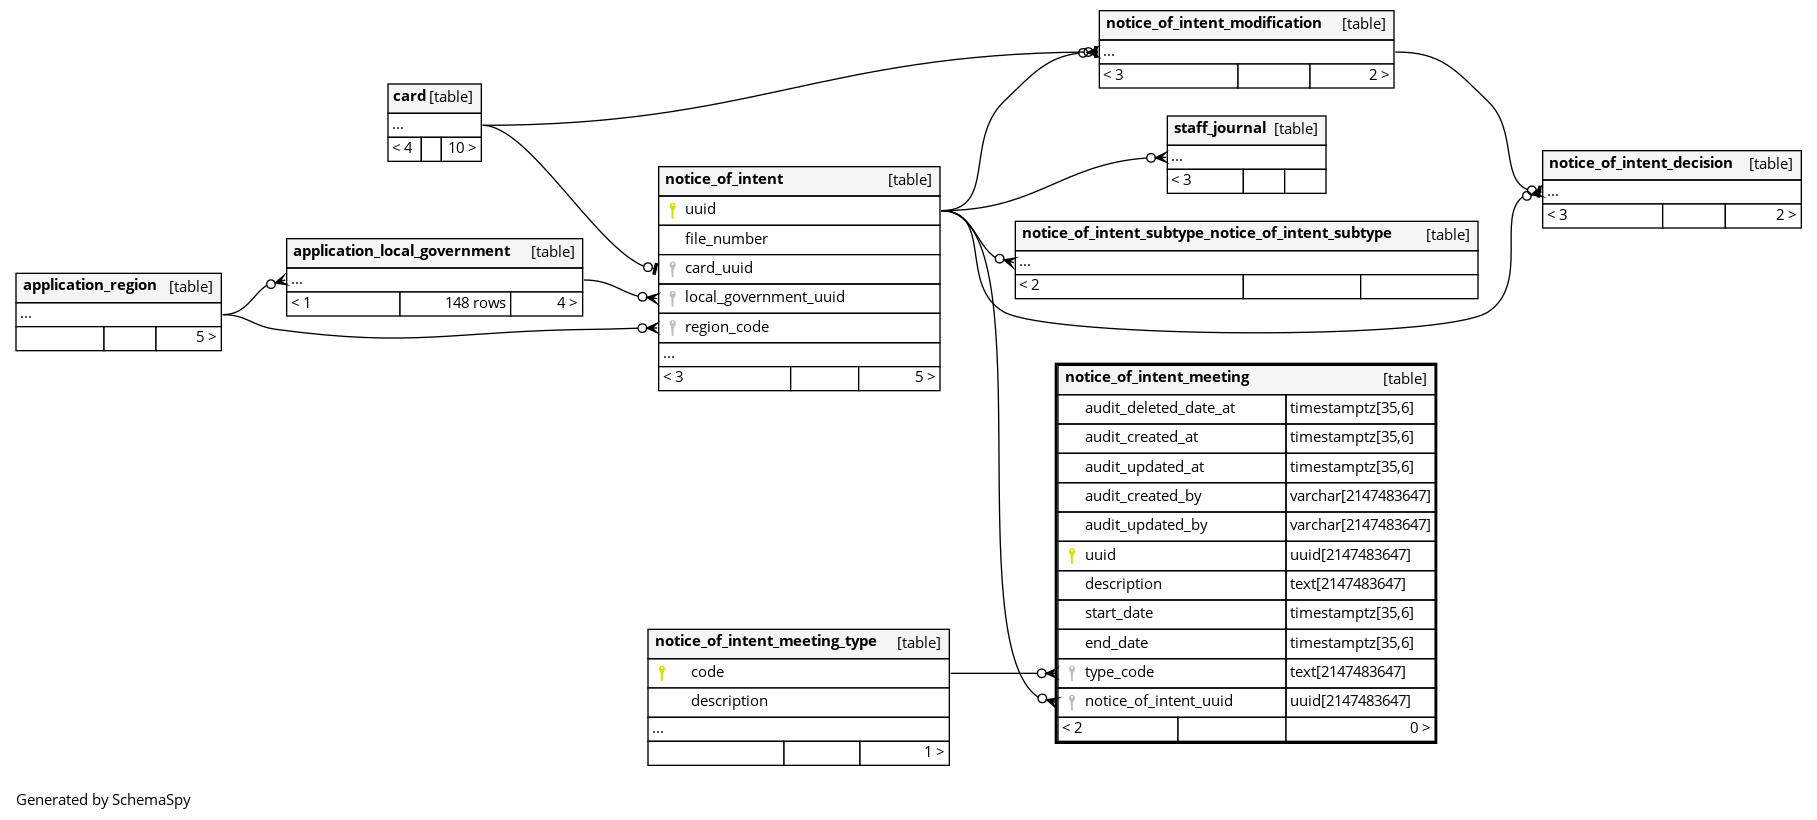 notice_of_intent_modification [table]
...
< 3 2 >
card [table]
...
< 4 10 >
staff_journal [table]
...
< 3
notice_of_intent_decision [table]
...
< 3 2 >
notice_of_intent [table]
uuid
file_number
card_uuid
local_government_uuid
region_code
...
< 3 5 >
notice_of_intent_subtype_notice_of_intent_subtype [table]
...
< 2
application_local_government [table]
...
< 1 148 rows 4 >
application_region [table]
...
5 >
notice_of_intent_meeting [table]
audit_deleted_date_at timestamptz[35,6]
audit_created_at timestamptz[35,6]
audit_updated_at timestamptz[35,6]
audit_created_by varchar[2147483647]
audit_updated_by varchar[2147483647]
uuid uuid[2147483647]
description text[2147483647]
start_date timestamptz[35,6]
end_date timestamptz[35,6]
type_code text[2147483647]
notice_of_intent_uuid uuid[2147483647]
< 2 0 >
notice_of_intent_meeting_type [table]
code
description
...
1 >
Generated by SchemaSpy